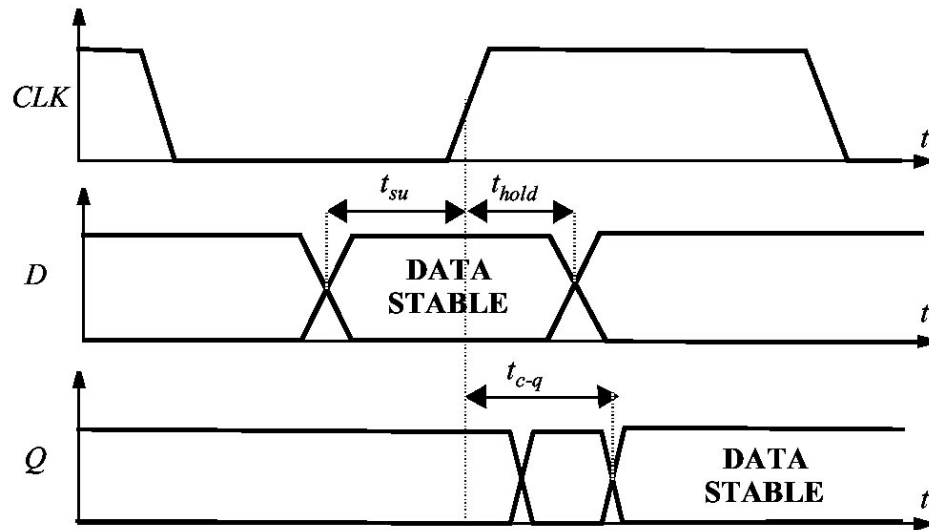 CLK
t
t_su
t_hold
D
DATA
STABLE
t
t_c-q
Q
DATA
STABLE
t